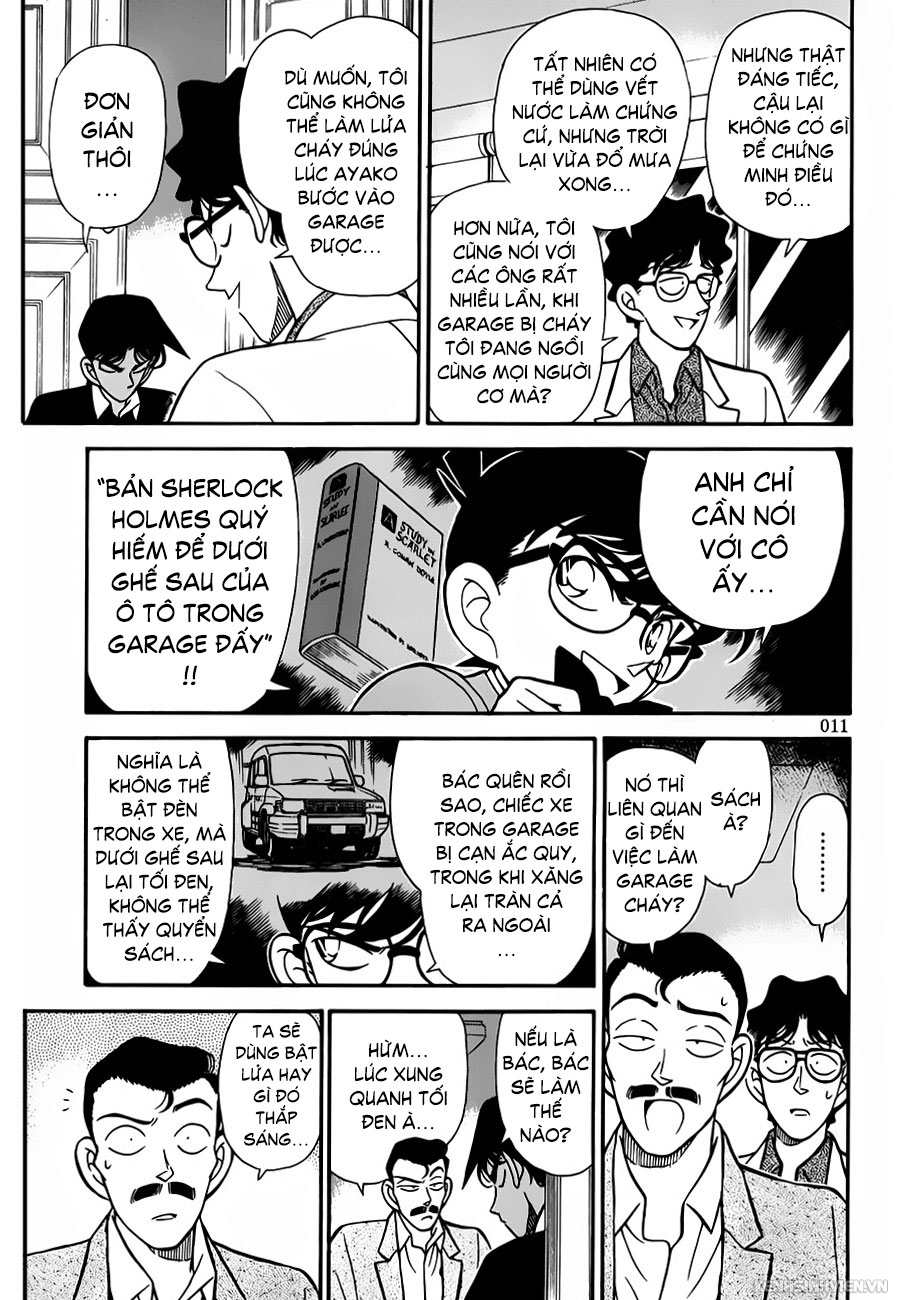 NHƯNG THẬT
ĐÁNG TIẾC,
CẬU LẠI
KHÔNG CÓ GÌ
ĐỂ CHỨNG
MINH ĐIỀU
ĐÓ...
TẤT NHIÊN CÓ
THỂ DÙNG VẾT
NƯỚC LÀM CHỨNG
CỨ, NHƯNG TRỜI
LẠI VỪA ĐỔ MƯA
XONG...
HƠN NỮA, TÔI
CŨNG NÓI VỚI
CÁC ÔNG RẤT
NHIỀU LẦN, KHI
GARAGE BỊ CHÁY
TÔI ĐANG NGỒI
CÙNG MỌI NGƯỜI
CƠ MÀ?
DÙ MUỐN, TÔI
CŨNG KHÔNG
THỂ LÀM LỬA
CHÁY ĐÚNG
LÚC AYAKO
BƯỚC VÀO
GARAGE
ĐƯỢC...
ĐƠN
GIẢN
THÔI
...
ANH CHỈ
CẦN NÓI
VỚI CÔ
ẤY...
A
STUDY IN
SCARLET
A. CONAN DOYLE
STUDY
IN
SCARLET
"BẢN SHERLOCK
HOLMES QUÝ
HIẾM ĐỂ DƯỚI
GHẾ SAU CỦA
Ô TÔ TRONG
GARAGE ĐẤY"
!!
011
.........
SÁCH
À?
NÓ THÌ
LIÊN QUAN
GÌ ĐẾN
VIỆC LÀM
GARAGE
CHÁY?
BÁC QUÊN RỒI
SAO, CHIẾC XE
TRONG GARAGE
BỊ CẠN ẮC QUY,
TRONG KHI XĂNG
LẠI TRÀN CẢ
RA NGOÀI
...
NGHĨA LÀ
KHÔNG THỂ
BẬT ĐÈN
TRONG XE, MÀ
DƯỚI GHẾ SAU
LẠI TỐI ĐEN,
KHÔNG THỂ
THẤY QUYỂN
SÁCH...
NẾU LÀ
BÁC, BÁC
SẼ LÀM
THẾ
NÀO?
HỪM...
LÚC XUNG
QUANH TỐI
ĐEN À...
TA SẼ
DÙNG BẬT
LỬA HAY
GÌ ĐÓ
THẮP
SÁNG...